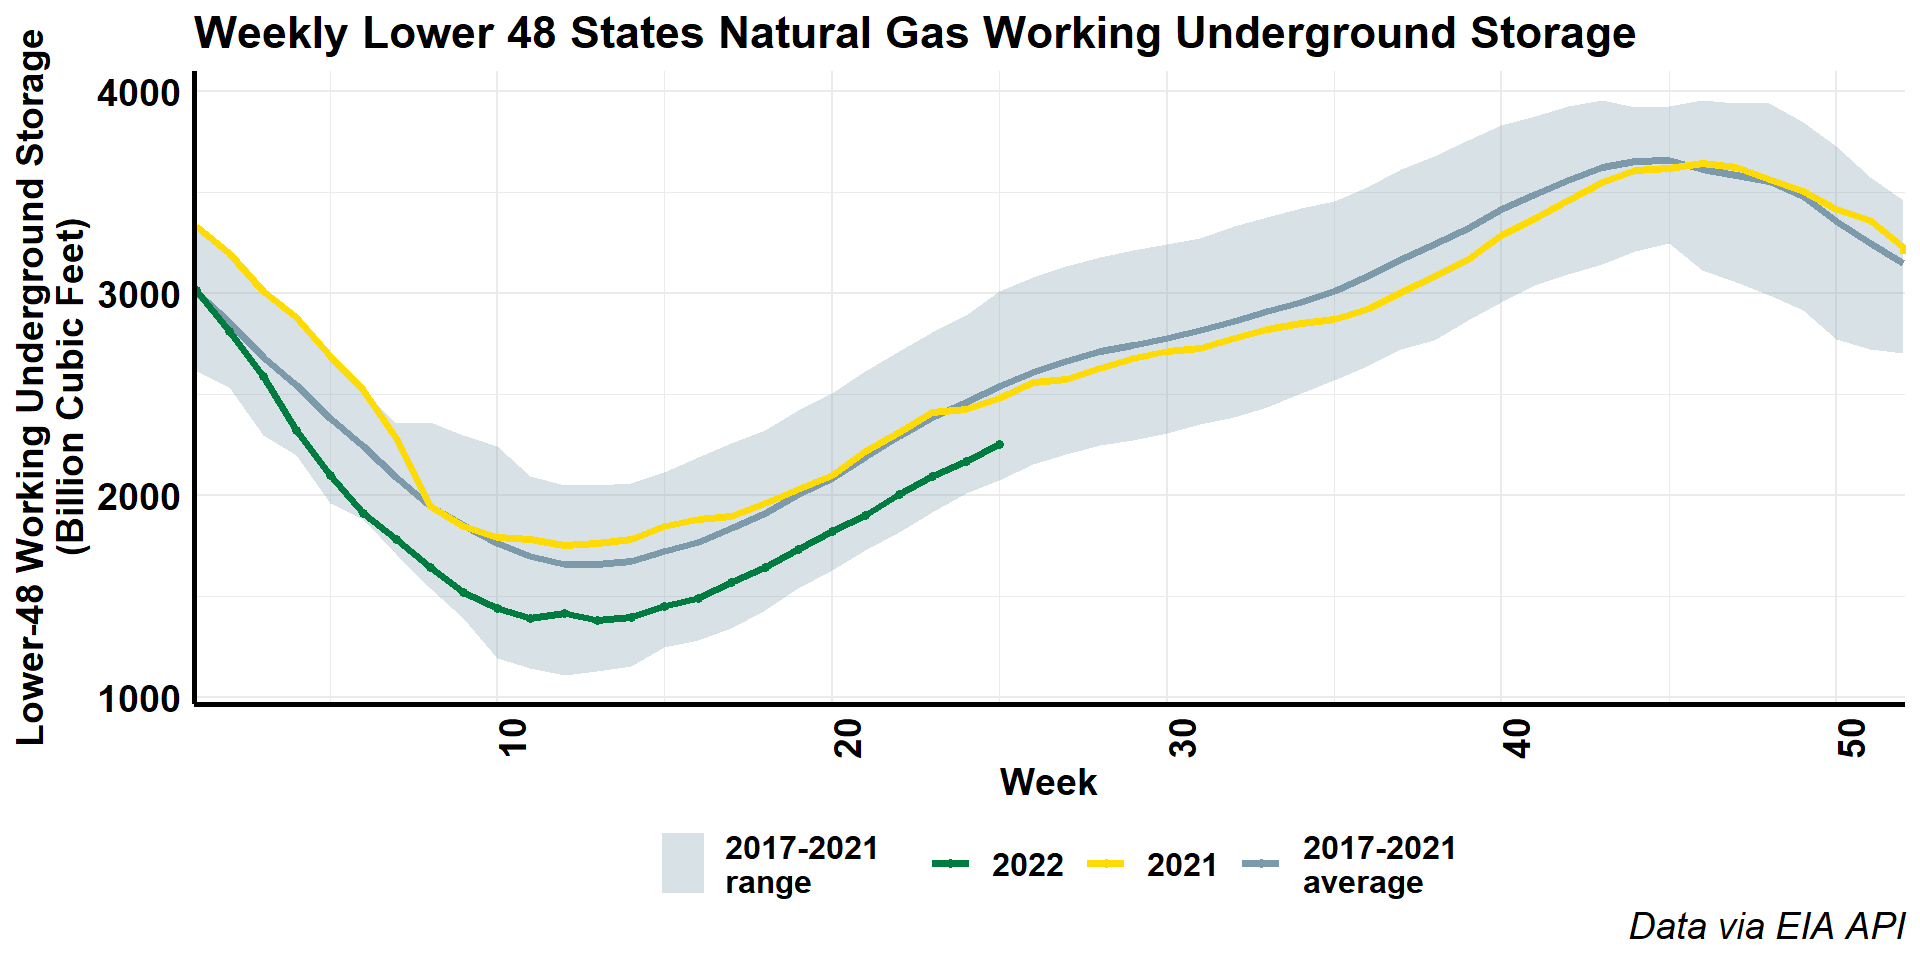 Weekly Lower 48 States Natural Gas Working Underground Storage
Lower-48 Working Underground Storage
(Billion Cubic Feet)
4000
3000
2000
1000
10
20
30
40
50
Week
2017-2021
range
2022
2021
2017-2021
average
Data via EIA API